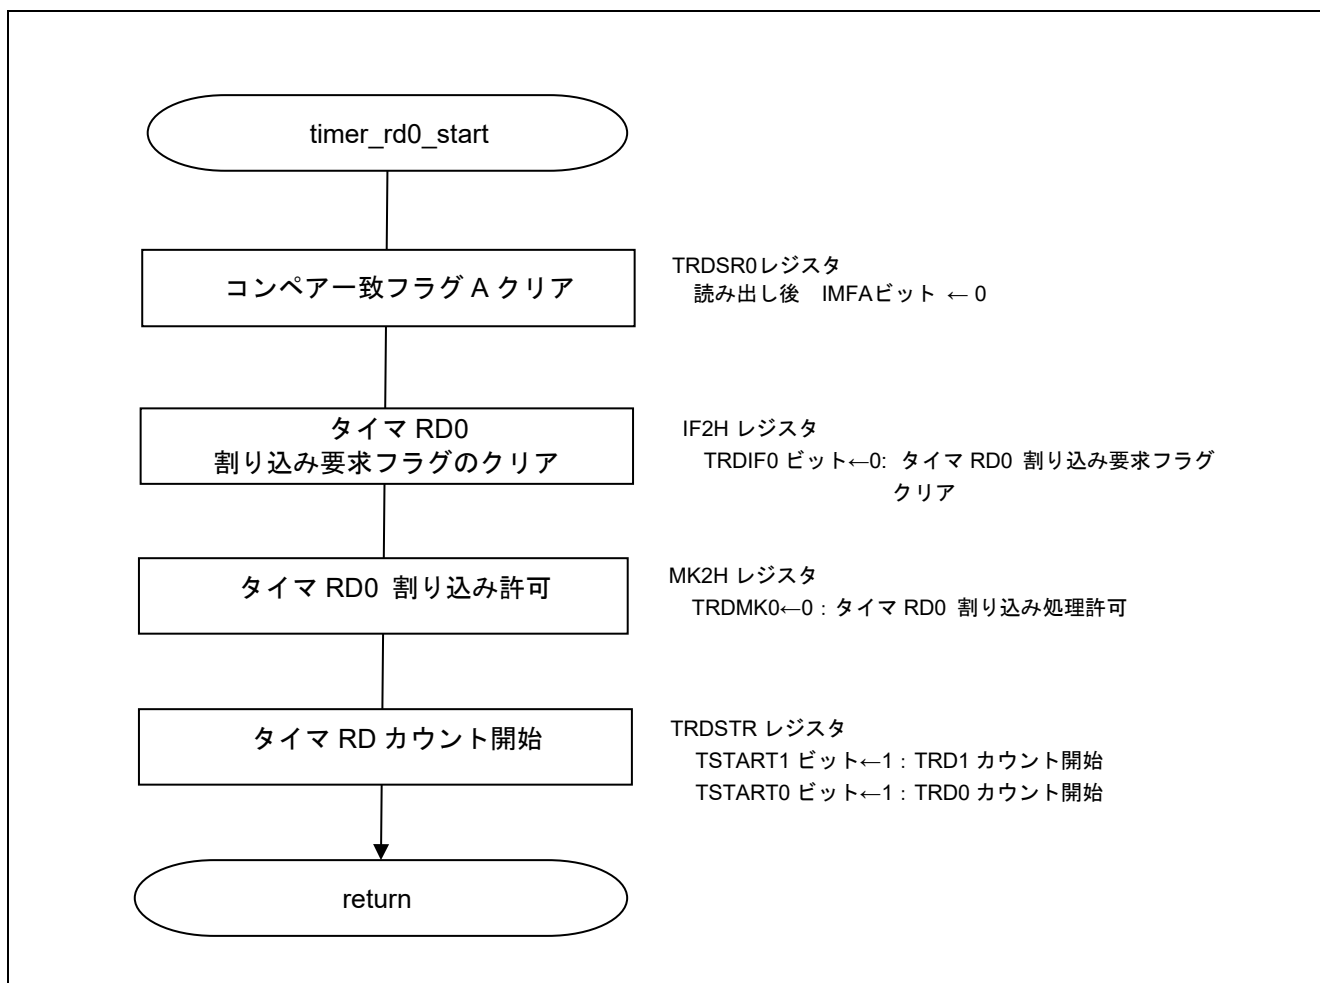 timer_rd0_start
コンペア一致フラグ A クリア
TRDSR0レジスタ
読み出し後　IMFAビット ← 0
タイマ RD0
割り込み要求フラグのクリア
IF2H レジスタ
TRDIF0 ビット←0: タイマ RD0 割り込み要求フラグ
クリア
タイマ RD0 割り込み許可
MK2H レジスタ
TRDMK0←0：タイマ RD0 割り込み処理許可
タイマ RD カウント開始
TRDSTR レジスタ
TSTART1 ビット←1：TRD1 カウント開始
TSTART0 ビット←1：TRD0 カウント開始
return